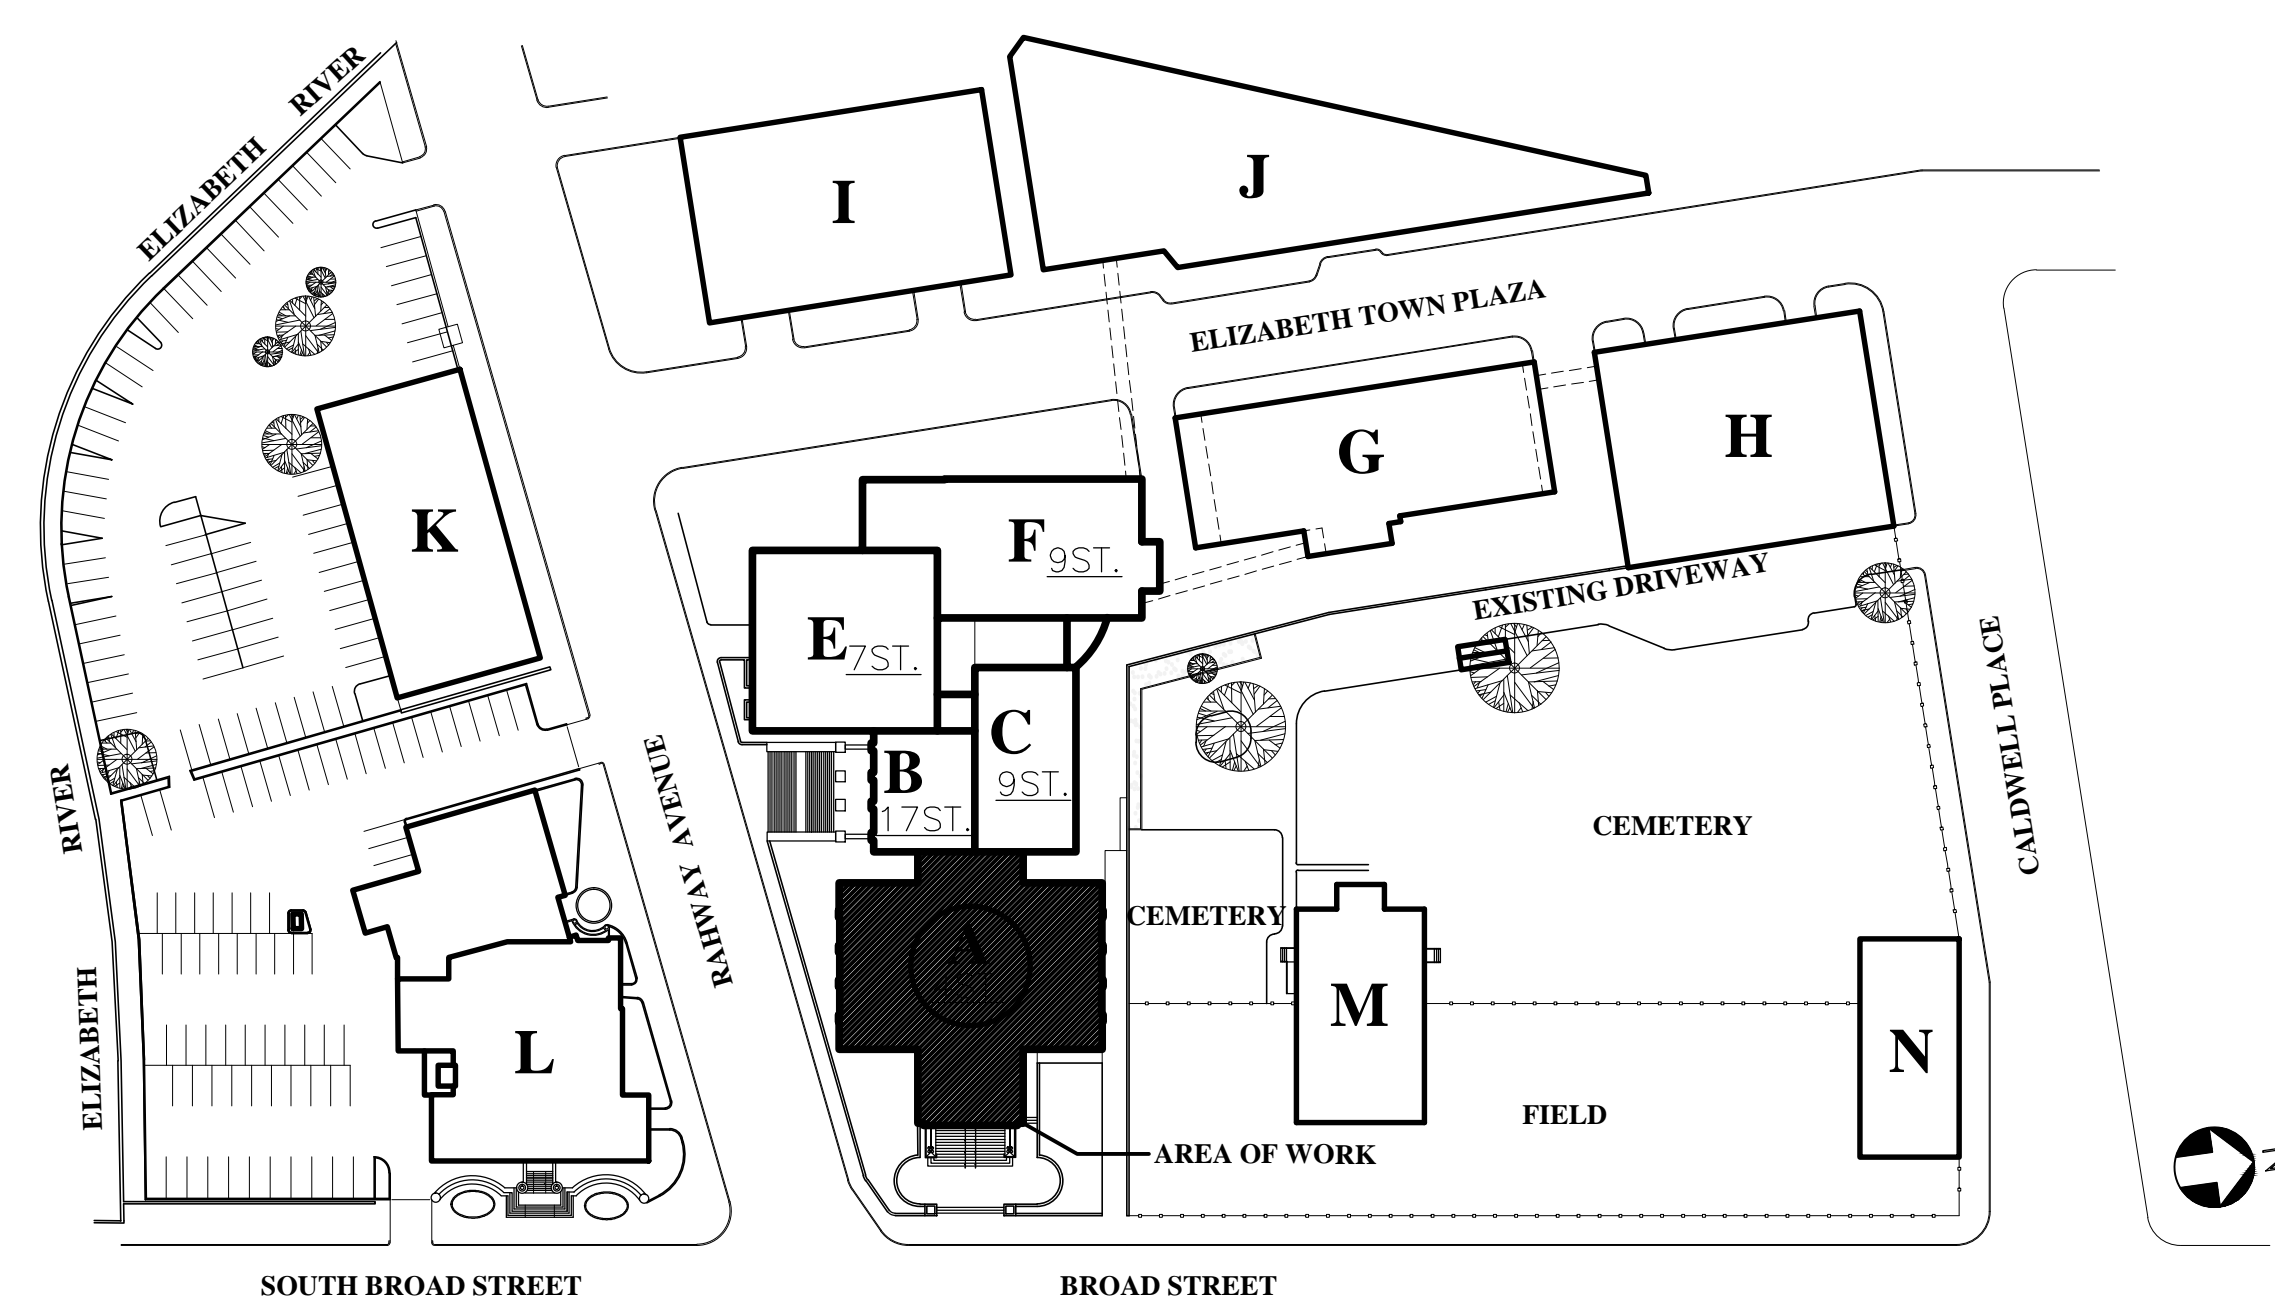 ELIZABETH RIVER
I
J
ELIZABETH TOWN PLAZA
K
G
H
F 9ST.
EXISTING DRIVEWAY
E 7ST.
C
9ST.
B
17ST.
RIVER
ELIZABETH
RAHWAY AVENUE
CALDWELL PLACE
CEMETERY
CEMETERY
A
M
L
N
FIELD
AREA OF WORK
N
SOUTH BROAD STREET
BROAD STREET